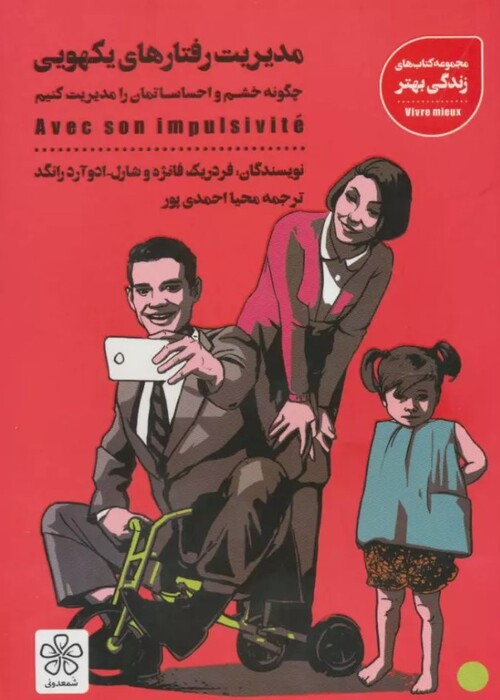 مدیریت رفتارهای یکهویی
چگونه خشم و احساساتمان را مدیریت کنیم
Avec son impulsivité
نویسندگان: فردریک فانژه و شارل-ادوآرد رانگد
ترجمه محیا احمدی پور
مجموعه کتاب‌های
زندگی بهتر
Vivre mieux
شمعدونی